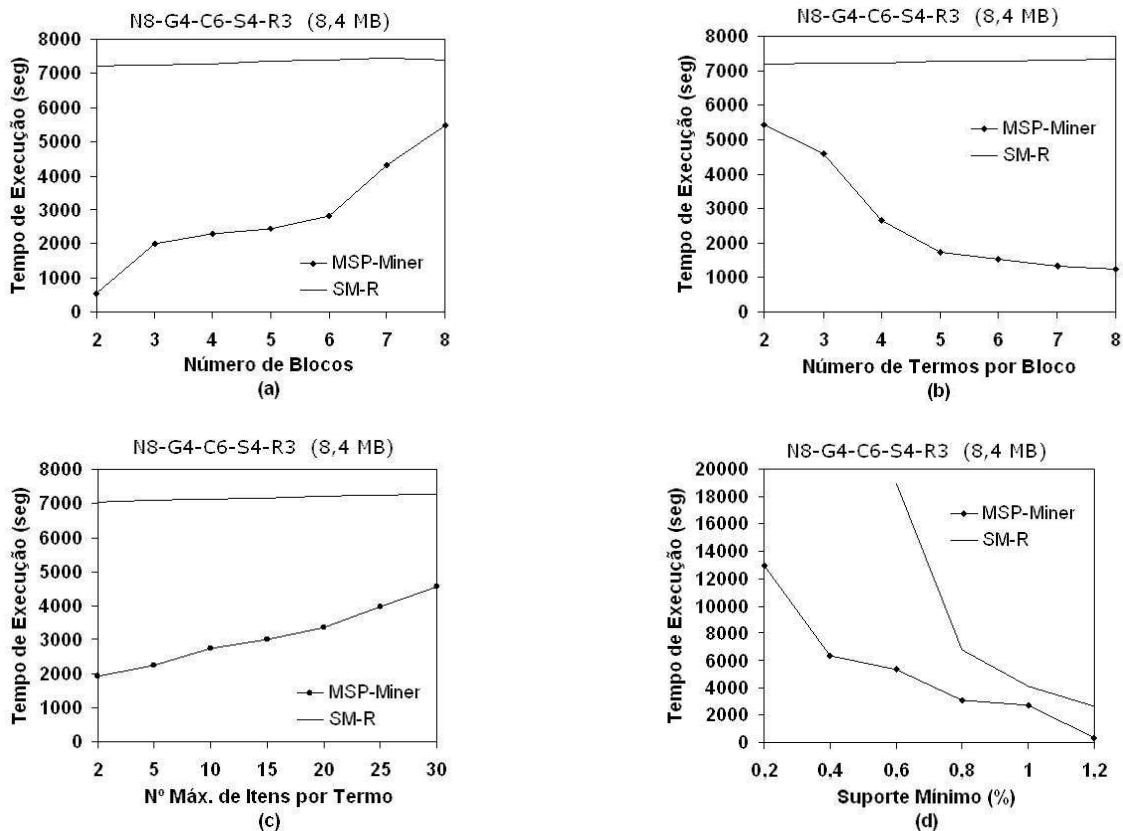 N8-G4-C6-S4-R3 (8,4 MB)
Tempo de Execução (seg)
8000
7000
6000
5000
4000
3000
2000
1000
0
MSP-Miner
SM-R
2 3 4 5 6 7 8
Número de Blocos
(a)
N8-G4-C6-S4-R3 (8,4 MB)
Tempo de Execução (seg)
8000
7000
6000
5000
4000
3000
2000
1000
0
MSP-Miner
SM-R
2 3 4 5 6 7 8
Número de Termos por Bloco
(b)
N8-G4-C6-S4-R3 (8,4 MB)
Tempo de Execução (seg)
8000
7000
6000
5000
4000
3000
2000
1000
0
MSP-Miner
SM-R
2 5 10 15 20 25 30
Nº Máx. de Itens por Termo
(c)
N8-G4-C6-S4-R3 (8,4 MB)
Tempo de Execução (seg)
20000
18000
16000
14000
12000
10000
8000
6000
4000
2000
0
MSP-Miner
SM-R
0,2 0,4 0,6 0,8 1 1,2
Suporte Mínimo (%)
(d)